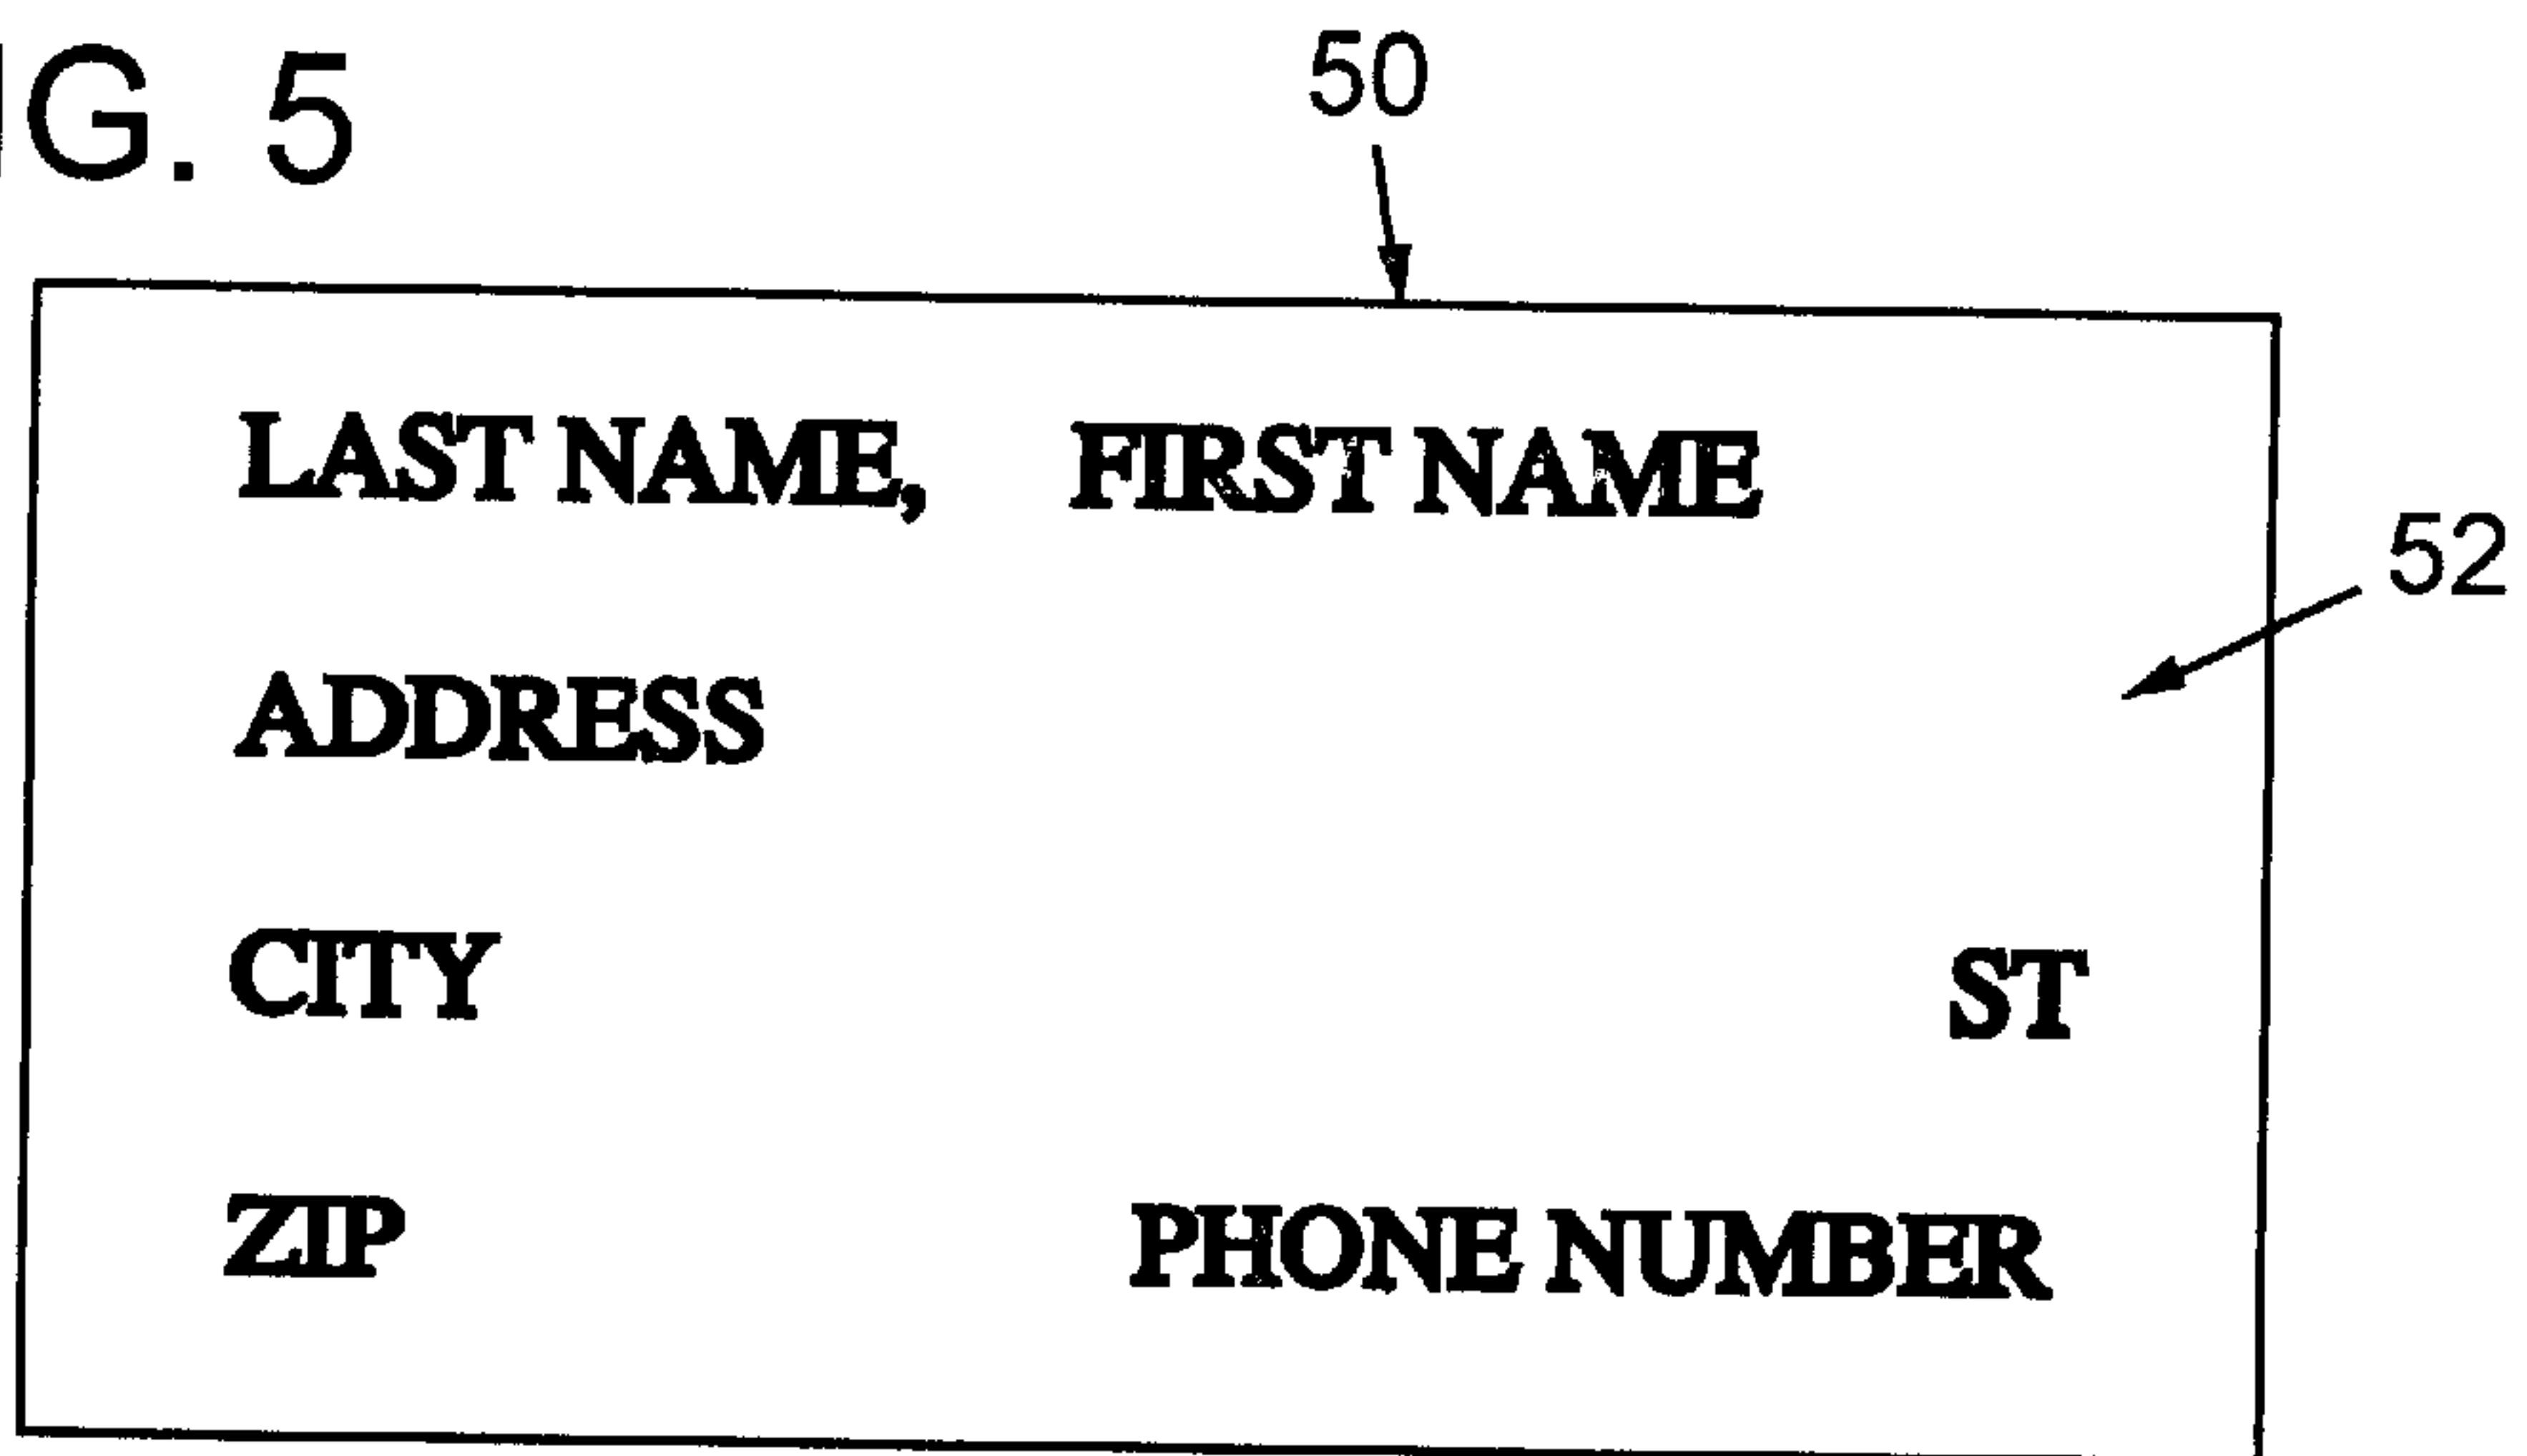 IG. 5
50
LAST NAME, FIRST NAME
52
ADDRESS
CITY ST
ZIP PHONE NUMBER